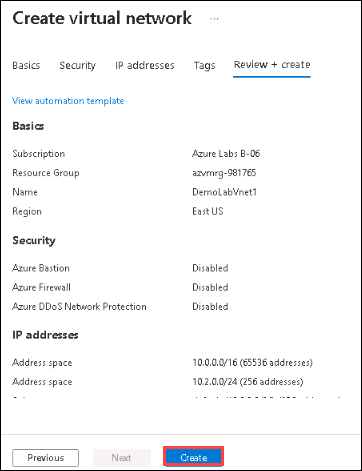 Create virtual network ...
Basics Security IP addresses Tags Review + create
View automation template
Basics
Subscription Azure Labs B-06
Resource Group azvmrg-981765
Name DemoLabVnet1
Region East US
Security
Azure Bastion Disabled
Azure Firewall Disabled
Azure DDoS Network Protection Disabled
IP addresses
Address space 10.0.0.0/16 (65536 addresses)
Address space 10.2.0.0/24 (256 addresses)
Previous Next Create